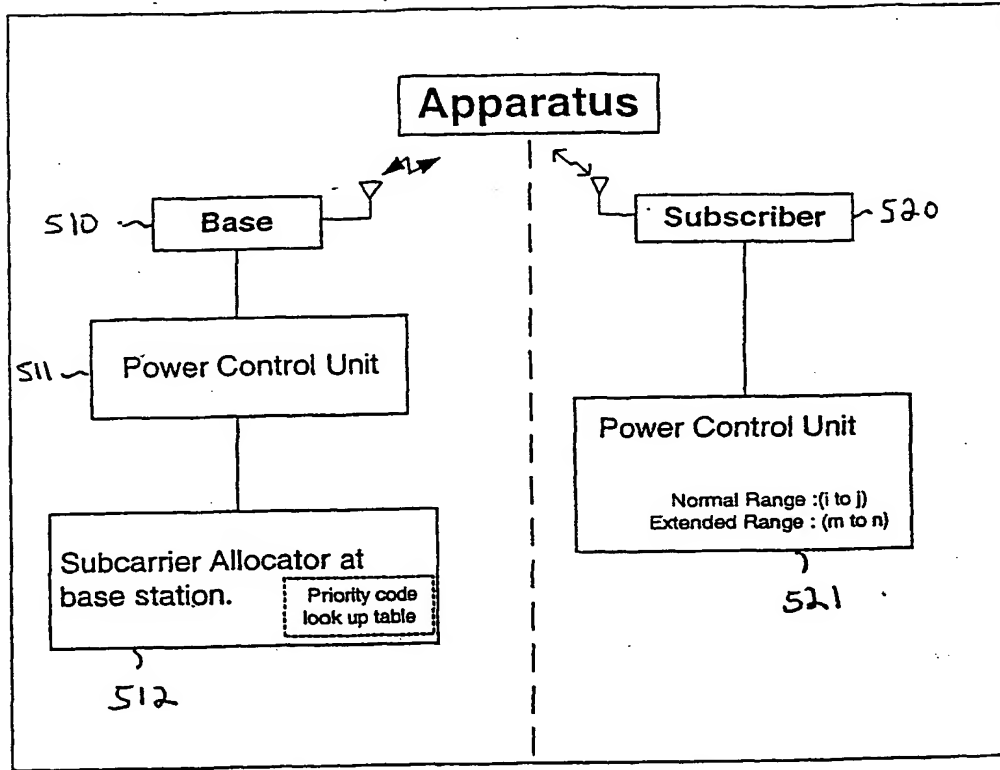 Apparatus
510
Base
Subscriber
520
511
Power Control Unit
Power Control Unit
Normal Range :(i to j)
Extended Range : (m to n)
521
Subcarrier Allocator at
base station.
Priority code
look up table
512